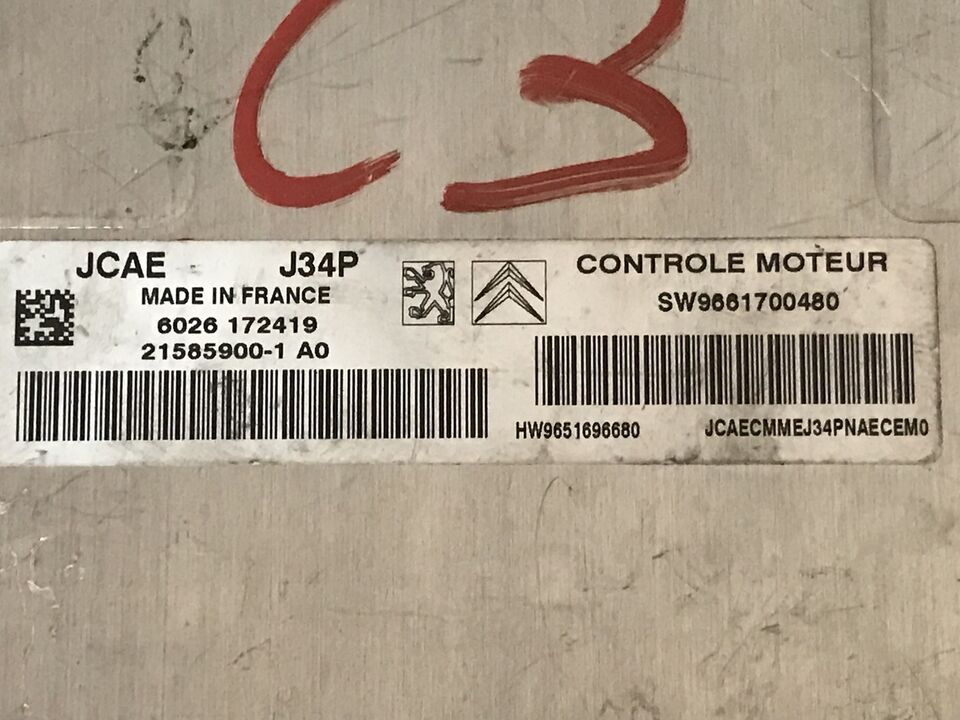 C3
JCAE J34P
MADE IN FRANCE
6026 172419
21585900-1 A0
CONTROLE MOTEUR
SW9661700480
HW9651696680 JCAECMMEJ34PNAECEM0